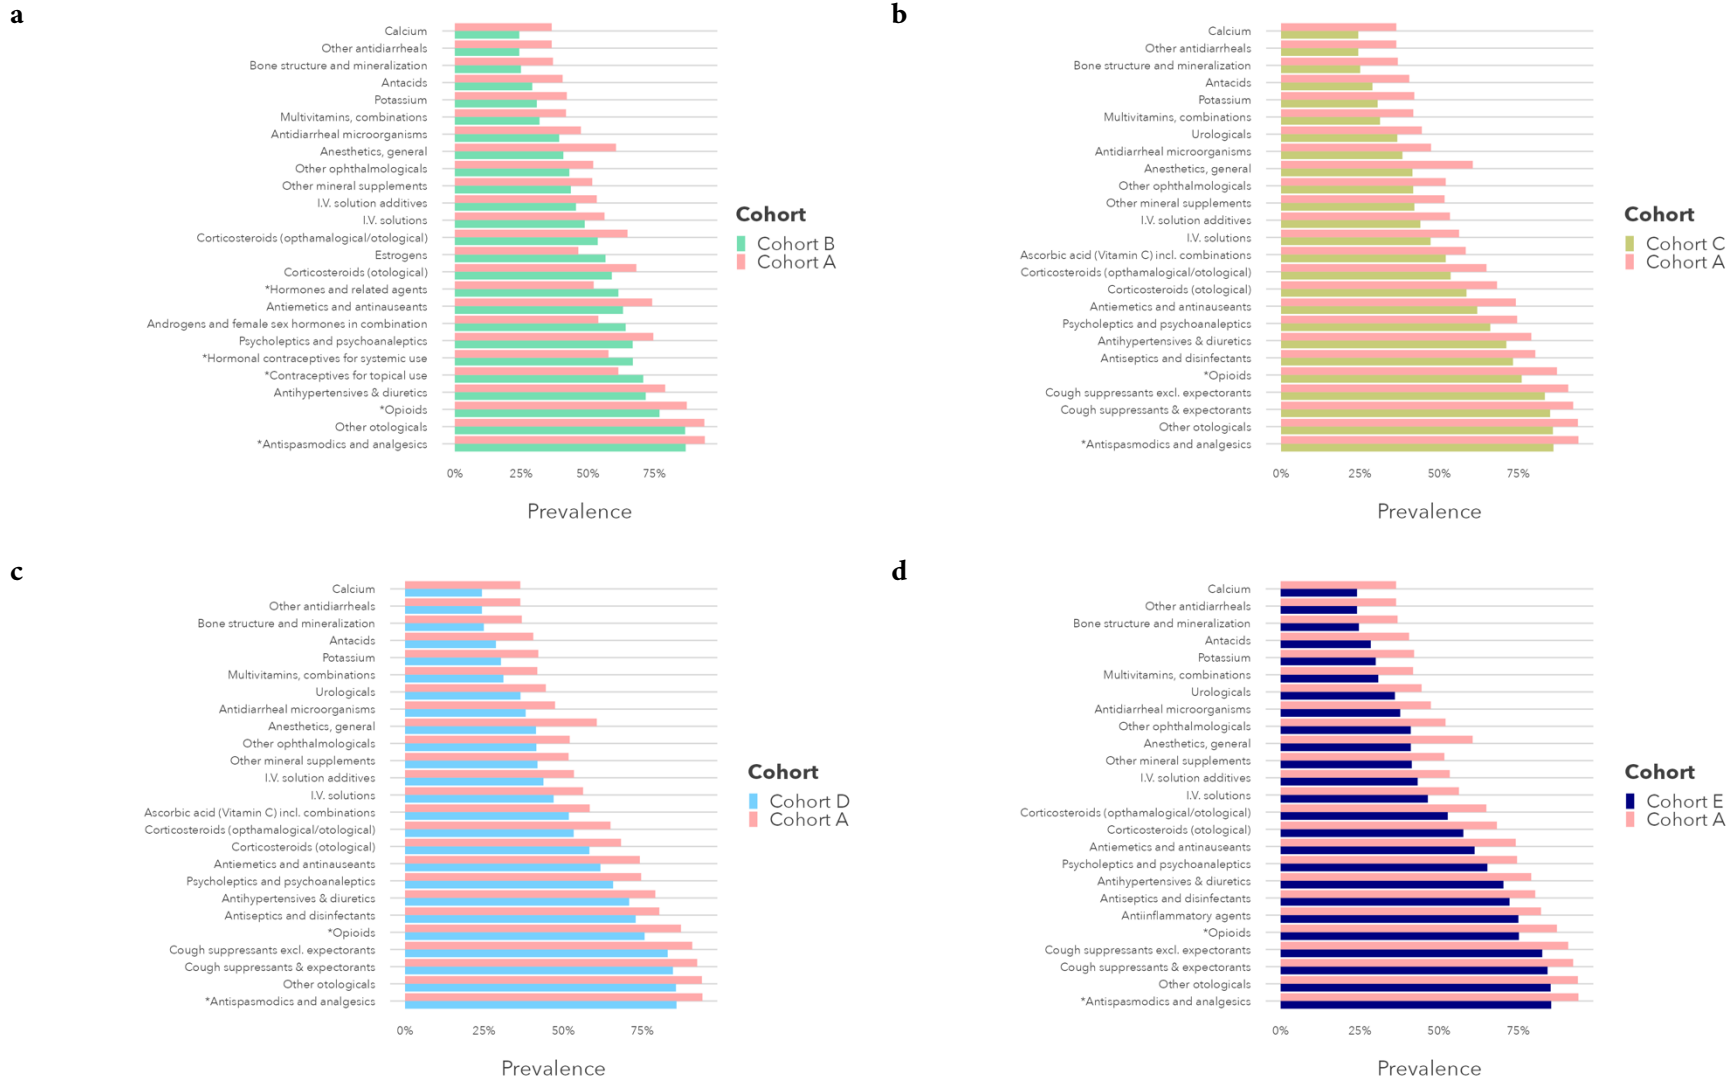 a
Calcium
Other antidiarrheals
Bone structure and mineralization
Antacids
Potassium
Multivitamins, combinations
Antidiarrheal microorganisms
Anesthetics, general
Other ophthalmologicals
Other mineral supplements
I.V. solution additives
I.V. solutions
Corticosteroids (opthamalogical/otological)
Estrogens
Corticosteroids (otological)
*Hormones and related agents
Antiemetics and antinauseants
Androgens and female sex hormones in combination
Psycholeptics and psychoanaleptics
*Hormonal contraceptives for systemic use
*Contraceptives for topical use
Antihypertensives & diuretics
*Opioids
Other otologicals
*Antispasmodics and analgesics
0% 25% 50% 75%
Prevalence
Cohort
Cohort B
Cohort A
b
Calcium
Other antidiarrheals
Bone structure and mineralization
Antacids
Potassium
Multivitamins, combinations
Urologicals
Antidiarrheal microorganisms
Anesthetics, general
Other ophthalmologicals
Other mineral supplements
I.V. solution additives
I.V. solutions
Ascorbic acid (Vitamin C) incl. combinations
Corticosteroids (opthamalogical/otological)
Corticosteroids (otological)
Antiemetics and antinauseants
Psycholeptics and psychoanaleptics
Antihypertensives & diuretics
Antiseptics and disinfectants
*Opioids
Cough suppressants excl. expectorants
Cough suppressants & expectorants
Other otologicals
*Antispasmodics and analgesics
0% 25% 50% 75%
Prevalence
Cohort
Cohort C
Cohort A
c
Calcium
Other antidiarrheals
Bone structure and mineralization
Antacids
Potassium
Multivitamins, combinations
Urologicals
Antidiarrheal microorganisms
Anesthetics, general
Other ophthalmologicals
Other mineral supplements
I.V. solution additives
I.V. solutions
Ascorbic acid (Vitamin C) incl. combinations
Corticosteroids (opthamalogical/otological)
Corticosteroids (otological)
Antiemetics and antinauseants
Psycholeptics and psychoanaleptics
Antihypertensives & diuretics
Antiseptics and disinfectants
*Opioids
Cough suppressants excl. expectorants
Cough suppressants & expectorants
Other otologicals
*Antispasmodics and analgesics
0% 25% 50% 75%
Prevalence
Cohort
Cohort D
Cohort A
d
Calcium
Other antidiarrheals
Bone structure and mineralization
Antacids
Potassium
Multivitamins, combinations
Urologicals
Antidiarrheal microorganisms
Other ophthalmologicals
Anesthetics, general
Other mineral supplements
I.V. solution additives
I.V. solutions
Corticosteroids (opthamalogical/otological)
Corticosteroids (otological)
Antiemetics and antinauseants
Psycholeptics and psychoanaleptics
Antihypertensives & diuretics
Antiseptics and disinfectants
Antiinflammatory agents
*Opioids
Cough suppressants excl. expectorants
Cough suppressants & expectorants
Other otologicals
*Antispasmodics and analgesics
0% 25% 50% 75%
Prevalence
Cohort
Cohort E
Cohort A